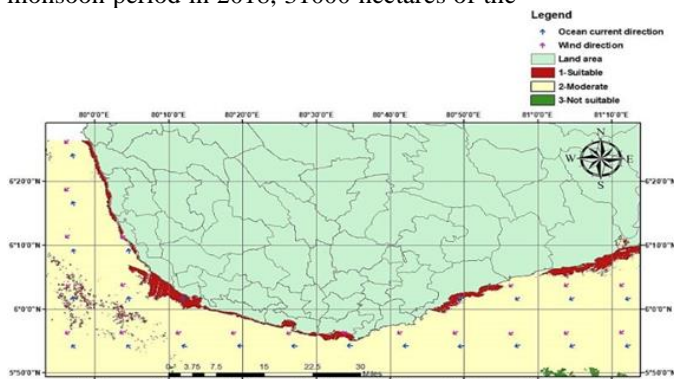 monsoon period in 2018, 31000 hectares of the
Legend
Ocean current direction
Wind direction
Land area
1-Suitable
2-Moderate
3-Not suitable
80°0'0"E 80°10'0"E 80°20'0"E 80°30'0"E 80°40'0"E 80°50'0"E 81°0'0"E 81°10'0"E
N
W E
S
6°20'0"N 6°20'0"N
6°10'0"N 6°10'0"N
6°0'0"N 6°0'0"N
5°50'0"N 5°50'0"N
0 3.75 7.5 15 22.5 30
Miles